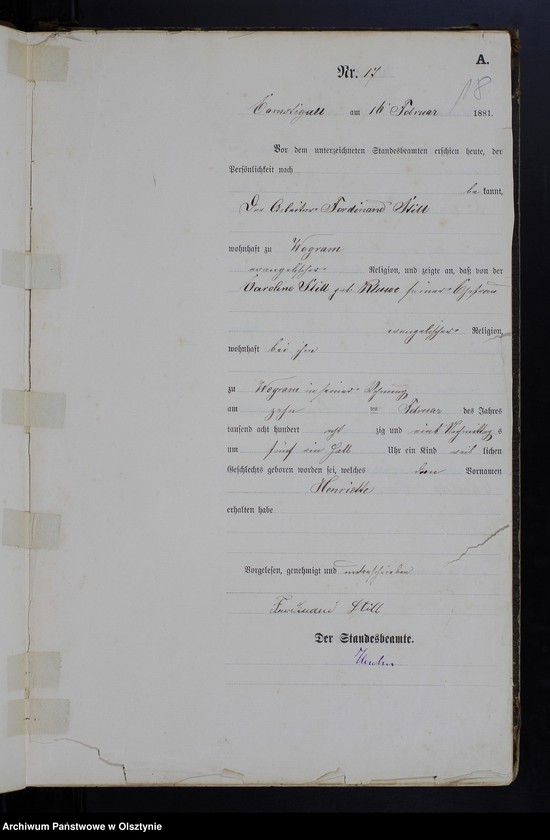 A.
Nr. 17
18
am 16 Februar 1881.
Vor dem unterzeichneten Standesbeamten erschien heute, der
Persönlichkeit nach
be kannt,
Der Arbeiter Ferdinand Still
wohnhaft zu Wogram
evangelischer Religion, und zeigte an, daß von der
Caroline Still geb. seiner Ehefrau
evangelischer Religion,
wohnhaft bei ihm
zu Wogram in seiner Wohnung
am zehn ten Februar des Jahres
tausend acht hundert acht zig und eins Nachmittags
um fünf ein halb Uhr ein Kind weib lichen
Geschlechts geboren worden sei, welches den Vornamen
Henriette
erhalten habe
Vorgelesen, genehmigt und unterschrieben
Ferdinand Still
Der Standesbeamte.
Archiwum Państwowe w Olsztynie